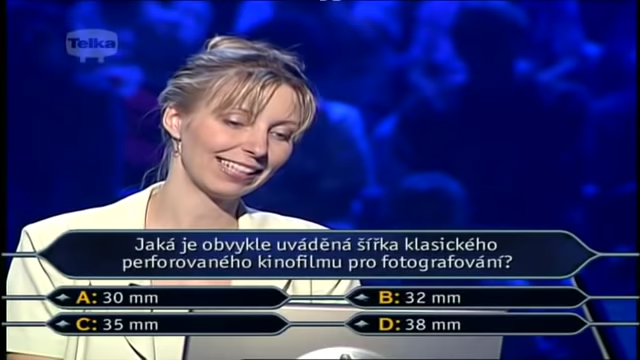 Telka
Jaká je obvykle uváděná šířka klasického
perforovaného kinofilmu pro fotografování?
A: 30 mm
B: 32 mm
C: 35 mm
D: 38 mm